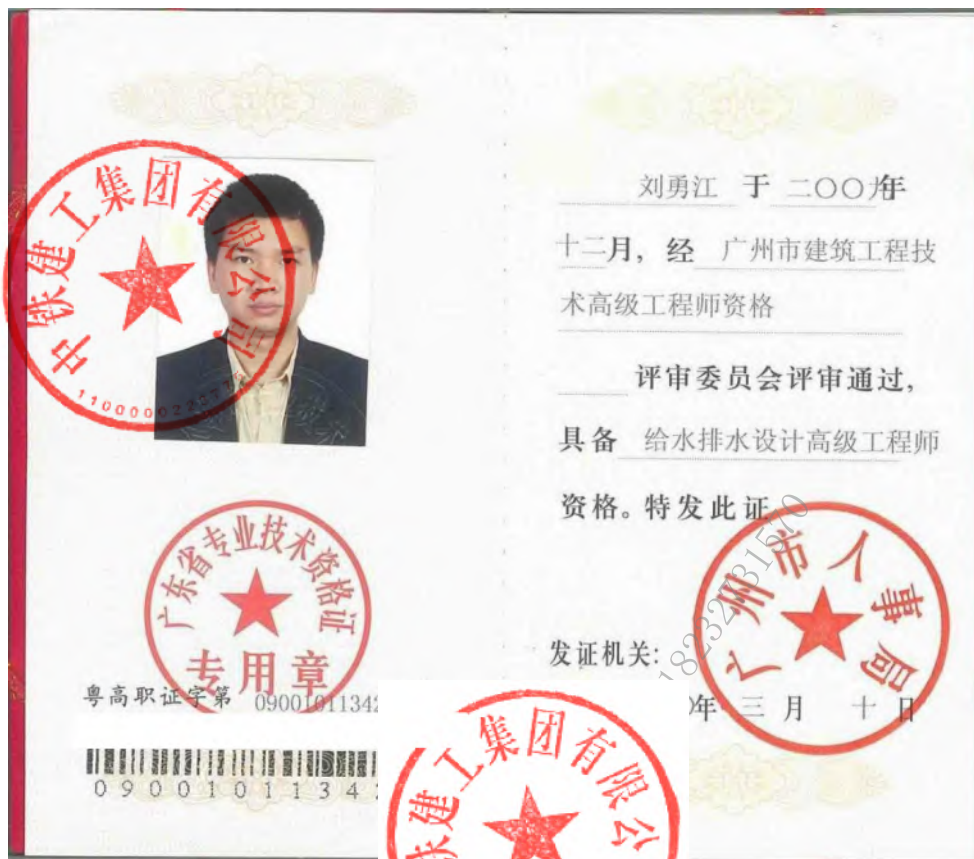 中铁建工集团有限公司
广东省专业技术资格证
专用章
粤高职证字第 0900101134
0900101134
刘勇江 于 二〇〇九年
十二月，经 广州市建筑工程技
术高级工程师资格
评审委员会评审通过，
具备 给水排水设计高级工程师
资格。特发此证
广州市人事局
发证机关：
年 三月 十日
18232731570
铁建工集团有限公